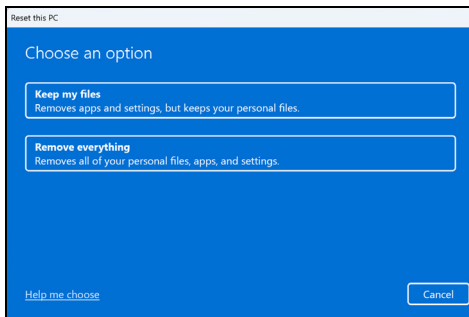 Reset this PC
Choose an option
Keep my files
Removes apps and settings, but keeps your personal files.
Remove everything
Removes all of your personal files, apps, and settings.
Help me choose
Cancel